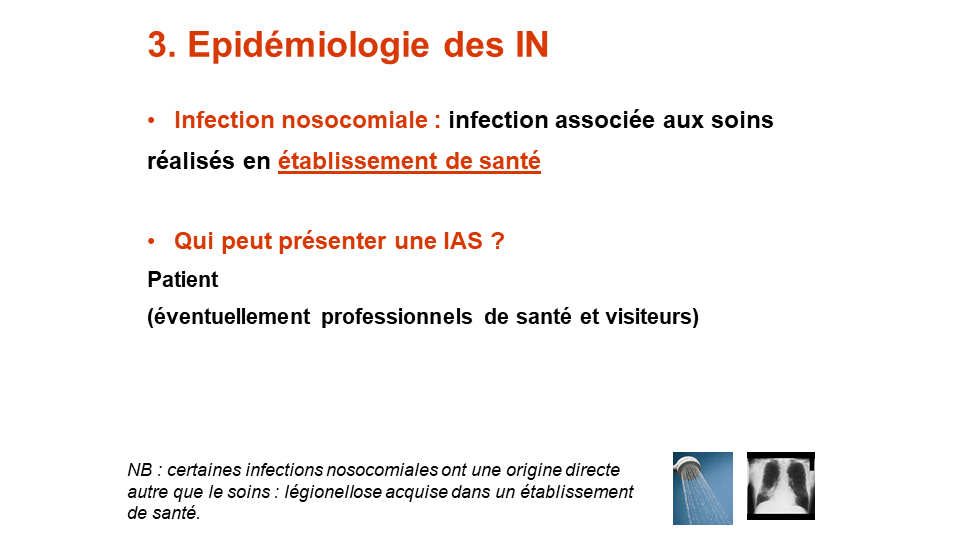 3. Epidémiologie des IN
• Infection nosocomiale : infection associée aux soins
réalisés en établissement de santé
• Qui peut présenter une IAS ?
Patient
(éventuellement professionnels de santé et visiteurs)
NB : certaines infections nosocomiales ont une origine directe
autre que le soins : légionellose acquise dans un établissement
de santé.